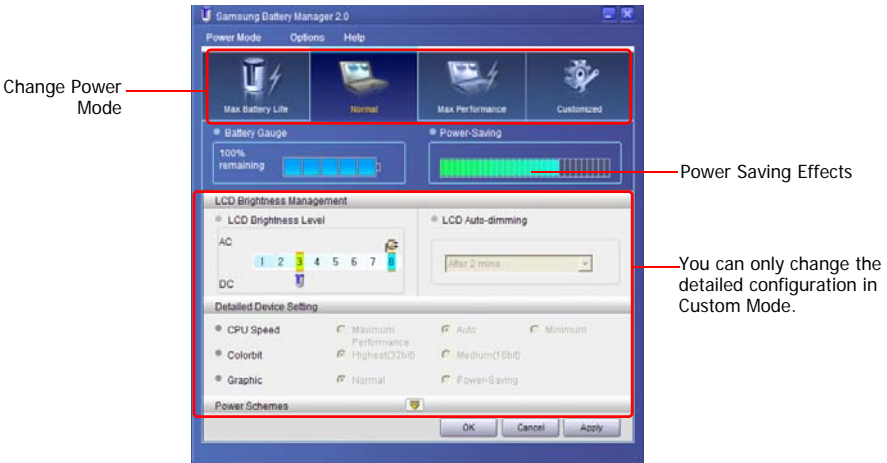 Samsung Battery Manager 2.0
Power Mode Options Help
Change Power
Mode
Max Battery Life Normal Max Performance Customized
Battery Gauge Power-Saving
100%
remaining
Power Saving Effects
LCD Brightness Management
LCD Brightness Level LCD Auto-dimming
AC
1 2 3 4 5 6 7 8
After 2 mins
DC
You can only change the
detailed configuration in
Custom Mode.
Detailed Device Setting
CPU Speed Maximum Performance Auto Minimum
Colorbit Highest(32bit) Medium(16bit)
Graphic Normal Power-Saving
Power Schemes
OK Cancel Apply